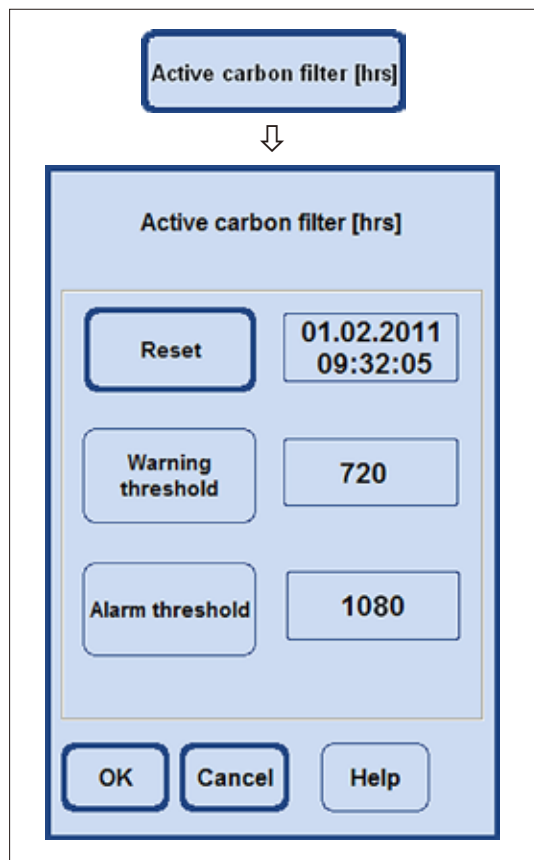 Active carbon filter [hrs]
Active carbon filter [hrs]
Reset
01.02.2011
09:32:05
Warning
threshold
720
Alarm threshold
1080
OK
Cancel
Help